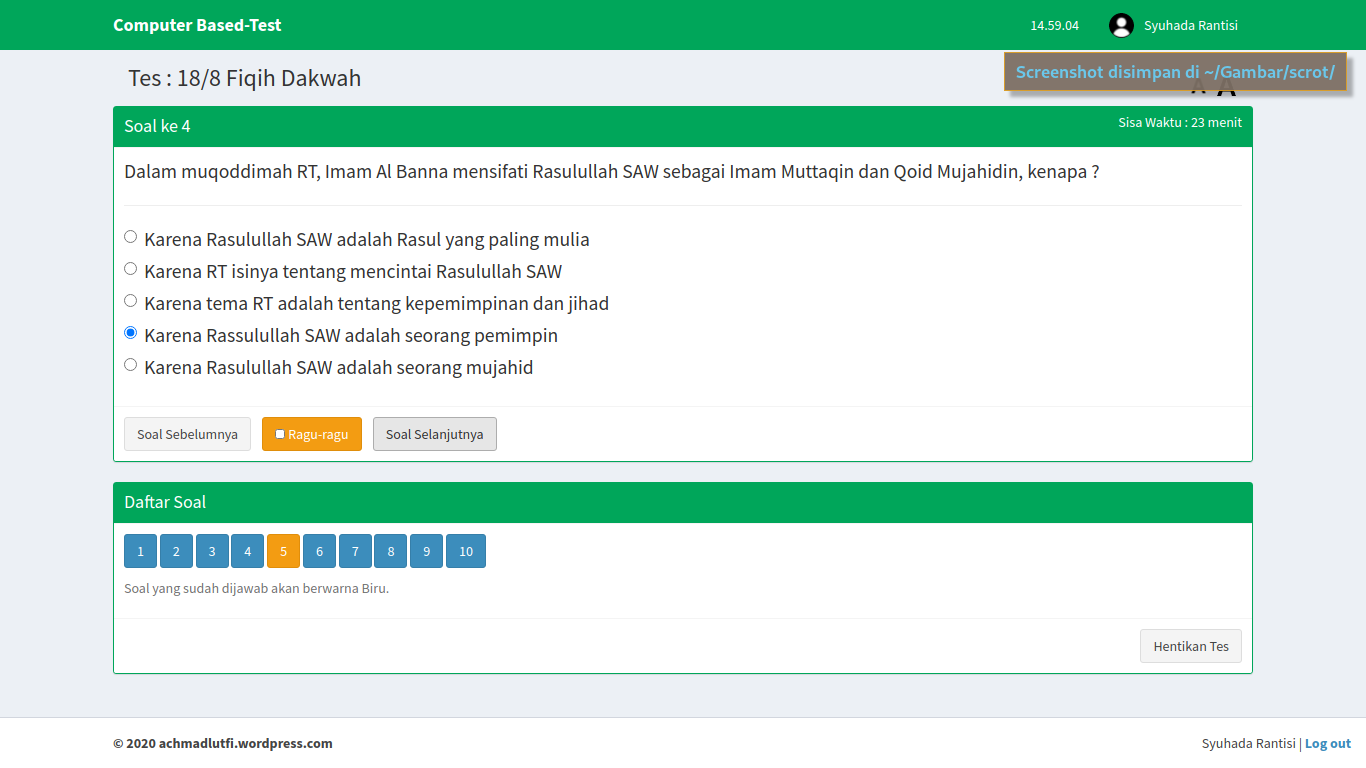 Computer Based-Test
14.59.04
Syuhada Rantisi
Tes : 18/8 Fiqih Dakwah
Screenshot disimpan di ~/Gambar/scrot/
A A
Soal ke 4
Sisa Waktu : 23 menit
Dalam muqoddimah RT, Imam Al Banna mensifati Rasulullah SAW sebagai Imam Muttaqin dan Qoid Mujahidin, kenapa ?
Karena Rasulullah SAW adalah Rasul yang paling mulia
Karena RT isinya tentang mencintai Rasulullah SAW
Karena tema RT adalah tentang kepemimpinan dan jihad
Karena Rassulullah SAW adalah seorang pemimpin
Karena Rasulullah SAW adalah seorang mujahid
Soal Sebelumnya
Ragu-ragu
Soal Selanjutnya
Daftar Soal
1 2 3 4 5 6 7 8 9 10
Soal yang sudah dijawab akan berwarna Biru.
Hentikan Tes
© 2020 achmadlutfi.wordpress.com
Syuhada Rantisi | Log out